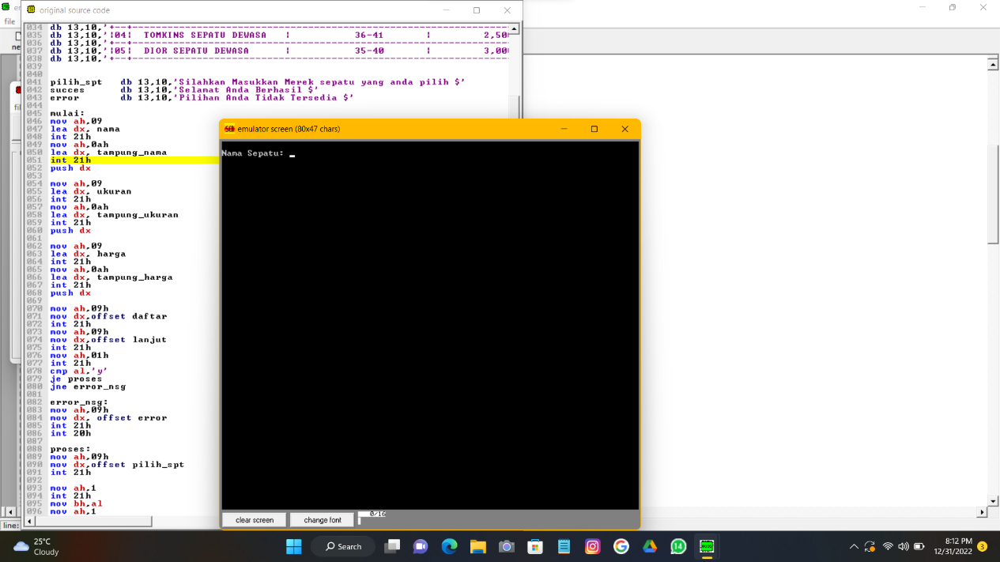 original source code
034 db 13,10,'+--+--------------------------------------------------------
035 db 13,10,'¦04¦  TOMKINS SEPATU DEWASA   ¦           36-41       ¦         2,50
036 db 13,10,'+--+--------------------------------------------------------
037 db 13,10,'¦05¦  DIOR SEPATU DEWASA      ¦           35-40       ¦         3,00
038 db 13,10,'+--+--------------------------------------------------------
039
040
041 pilih_spt   db 13,10,'Silahkan Masukkan Merek sepatu yang anda pilih $'
042 succes      db 13,10,'Selamat Anda Berhasil $'
043 error       db 13,10,'Pilihan Anda Tidak Tersedia $'
044
045 mulai:
046 mov ah,09
047 lea dx, nama
048 int 21h
049 mov ah,0ah
050 lea dx, tampung_nama
051 int 21h
052 push dx
053
054 mov ah,09
055 lea dx, ukuran
056 int 21h
057 mov ah,0ah
058 lea dx, tampung_ukuran
059 int 21h
060 push dx
061
062 mov ah,09
063 lea dx, harga
064 int 21h
065 mov ah,0ah
066 lea dx, tampung_harga
067 int 21h
068 push dx
069
070 mov ah,09h
071 mov dx,offset daftar
072 int 21h
073 mov ah,09h
074 mov dx,offset lanjut
075 int 21h
076 mov ah,01h
077 int 21h
078 cmp al,'y'
079 je proses
080 jne error_nsg
081
082 error_nsg:
083 mov ah,09h
084 mov dx, offset error
085 int 21h
086 int 20h
087
088 proses:
089 mov ah,09h
090 mov dx,offset pilih_spt
091 int 21h
092
093 mov ah,1
094 int 21h
095 mov bh,al
096 mov ah,1
emulator screen (80x47 chars)
Nama Sepatu:
clear screen
change font
0/16
file
line:
25°C
Cloudy
Search
14
8:12 PM
12/31/2022
3